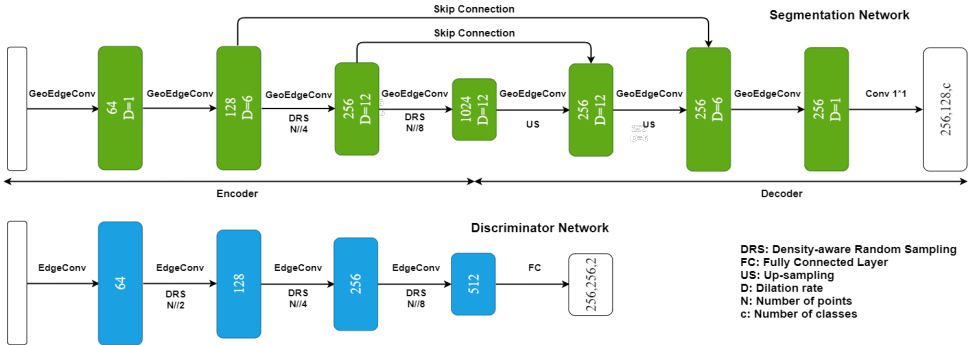 Skip Connection
Segmentation Network
Skip Connection
GeoEdgeConv
64
D=1
GeoEdgeConv
128
D=6
GeoEdgeConv
DRS
N//4
256
D=12
GeoEdgeConv
DRS
N//8
1024
D=12
GeoEdgeConv
US
256
D=12
GeoEdgeConv
US
256
D=6
GeoEdgeConv
256
D=1
Conv 1*1
256,128,c
Encoder
Decoder
Discriminator Network
EdgeConv
64
EdgeConv
DRS
N//2
128
EdgeConv
DRS
N//4
256
EdgeConv
DRS
N//8
512
FC
256,256,2
DRS: Density-aware Random Sampling
FC: Fully Connected Layer
US: Up-sampling
D: Dilation rate
N: Number of points
c: Number of classes